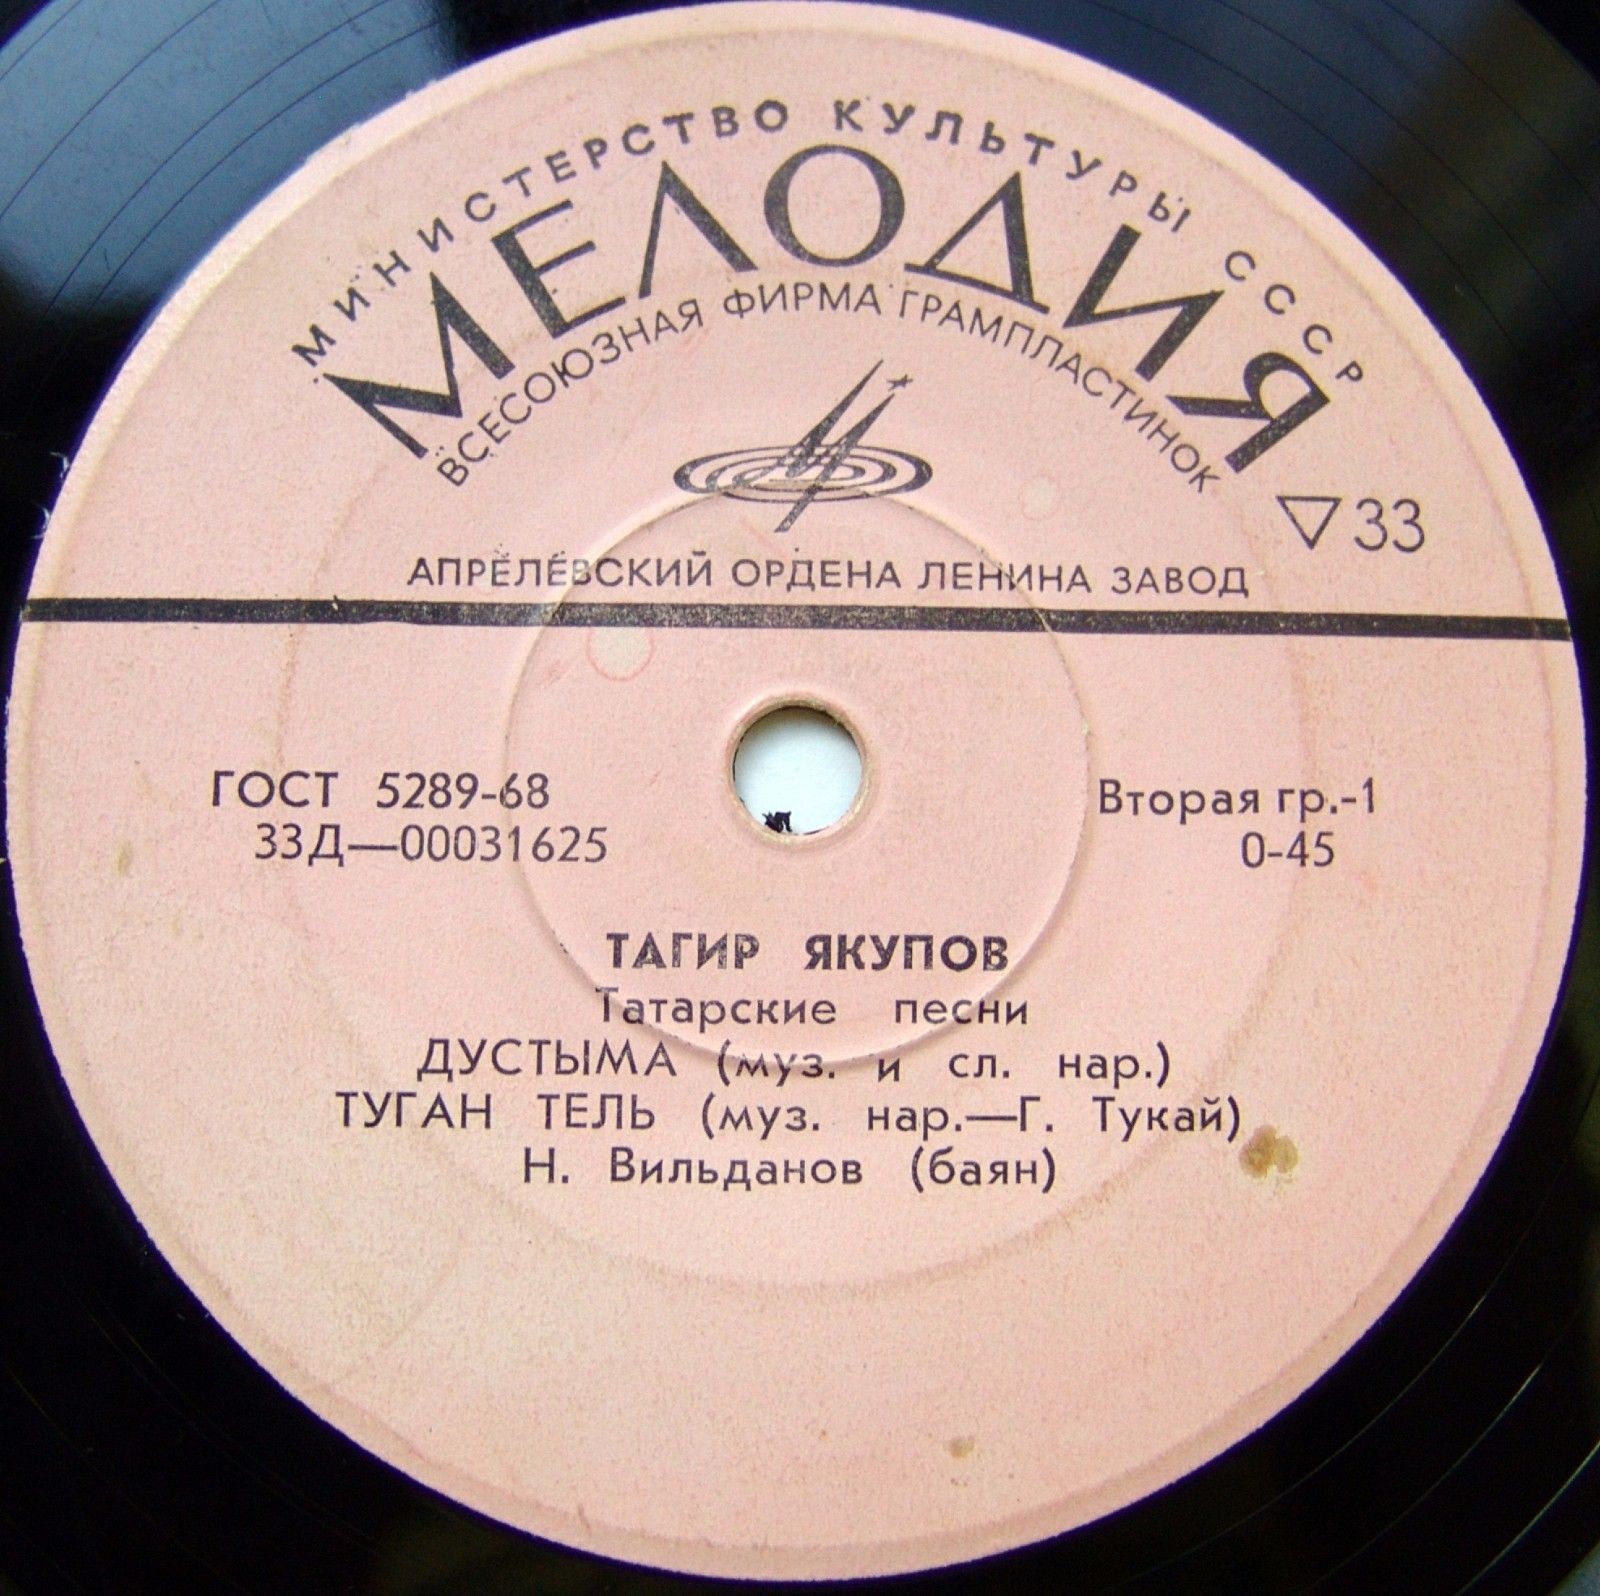 МИНИСТЕРСТВО КУЛЬТУРЫ СССР
МЕЛОДИЯ
ВСЕСОЮЗНАЯ ФИРМА ГРАМПЛАСТИНОК
▽33
АПРЕЛЕВСКИЙ ОРДЕНА ЛЕНИНА ЗАВОД
ГОСТ 5289-68
33Д—00031625
Вторая гр.-1
0-45
ТАГИР ЯКУПОВ
Татарские песни
ДУСТЫМА (муз. и сл. нар.)
ТУГАН ТЕЛЬ (муз. нар.—Г. Тукай)
Н. Вильданов (баян)